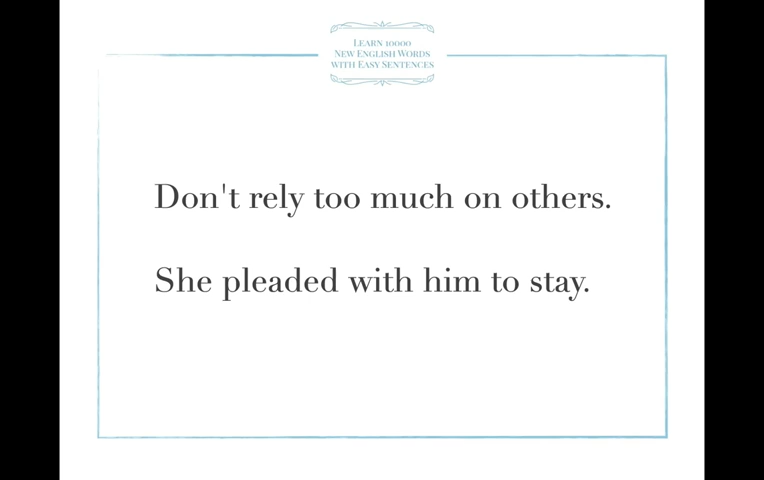 LEARN 10000
NEW ENGLISH WORDS
WITH EASY SENTENCES
Don't rely too much on others.
She pleaded with him to stay.